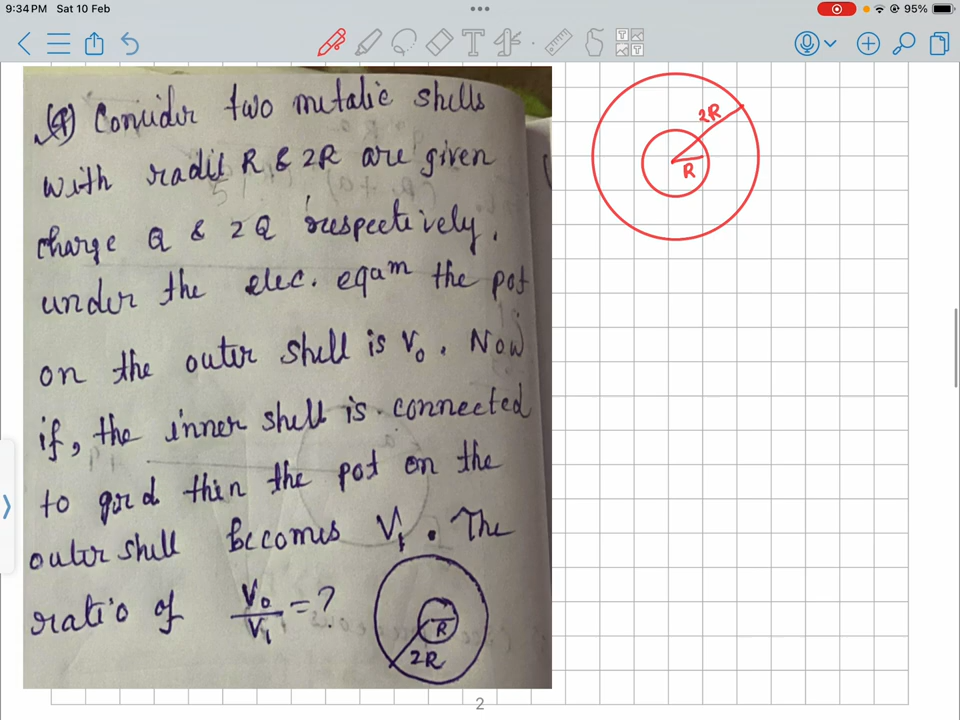 9:34 PM Sat 10 Feb
95%
(4) Consider two metalic shells
with radii R & 2R are given
charge Q & 2Q respectively.
under the elec. eqam the pot
on the outer shell is V₀. Now
if, the inner shell is connected
to grd then the pot on the
outer shell becomes V₁. The
ratio of V₀/V₁ = ?
R
2R
2R
R
2